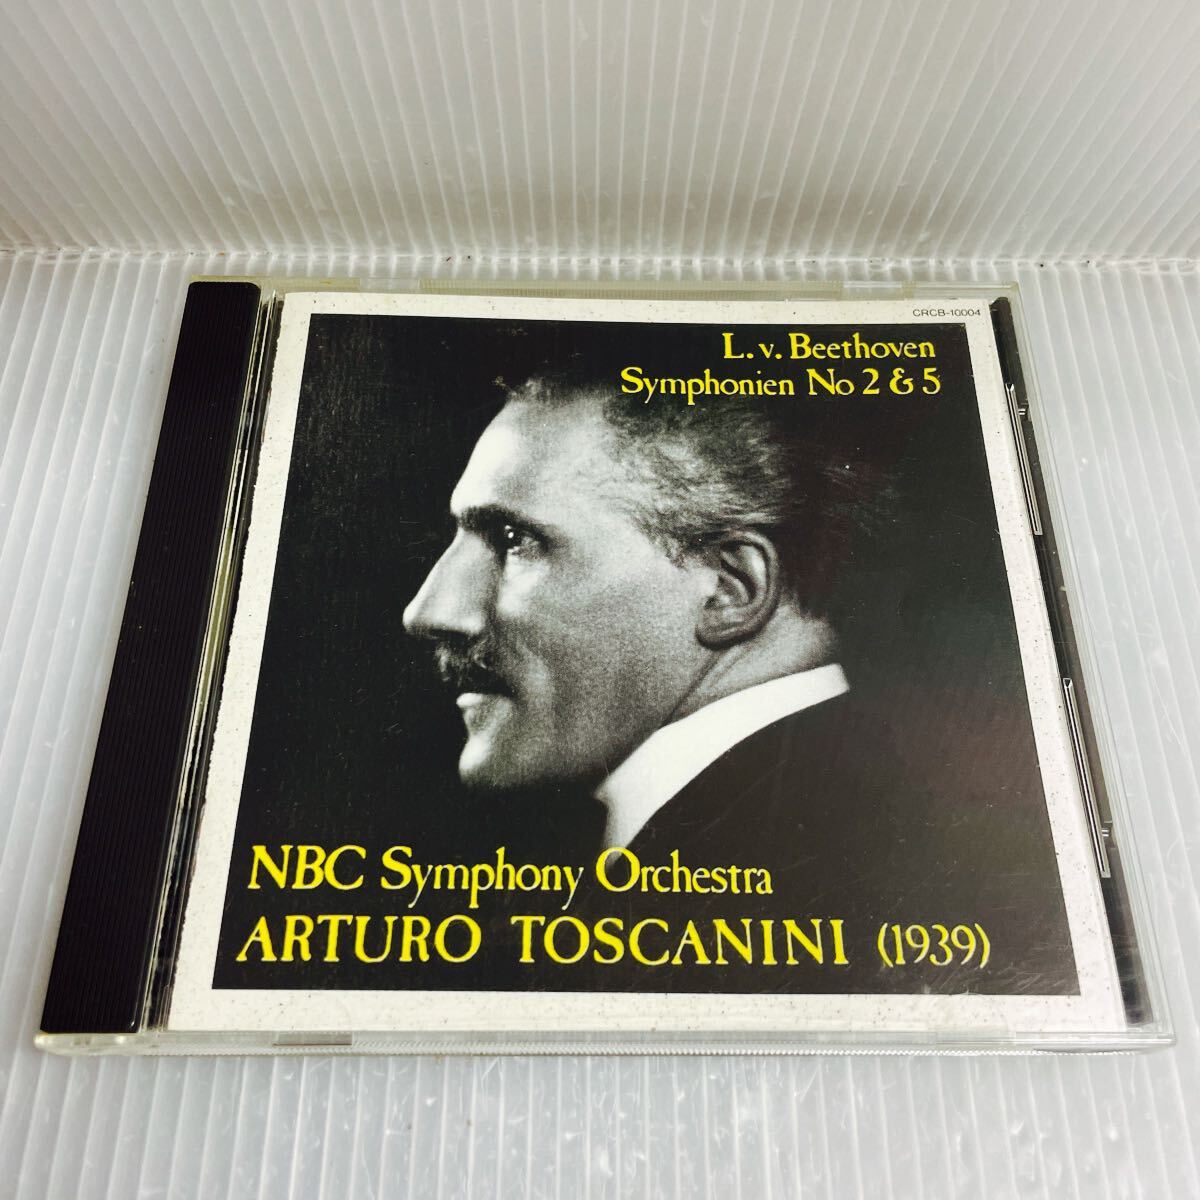 CRCB-10004
L. v. Beethoven
Symphonien No 2 & 5
NBC Symphony Orchestra
ARTURO TOSCANINI (1939)